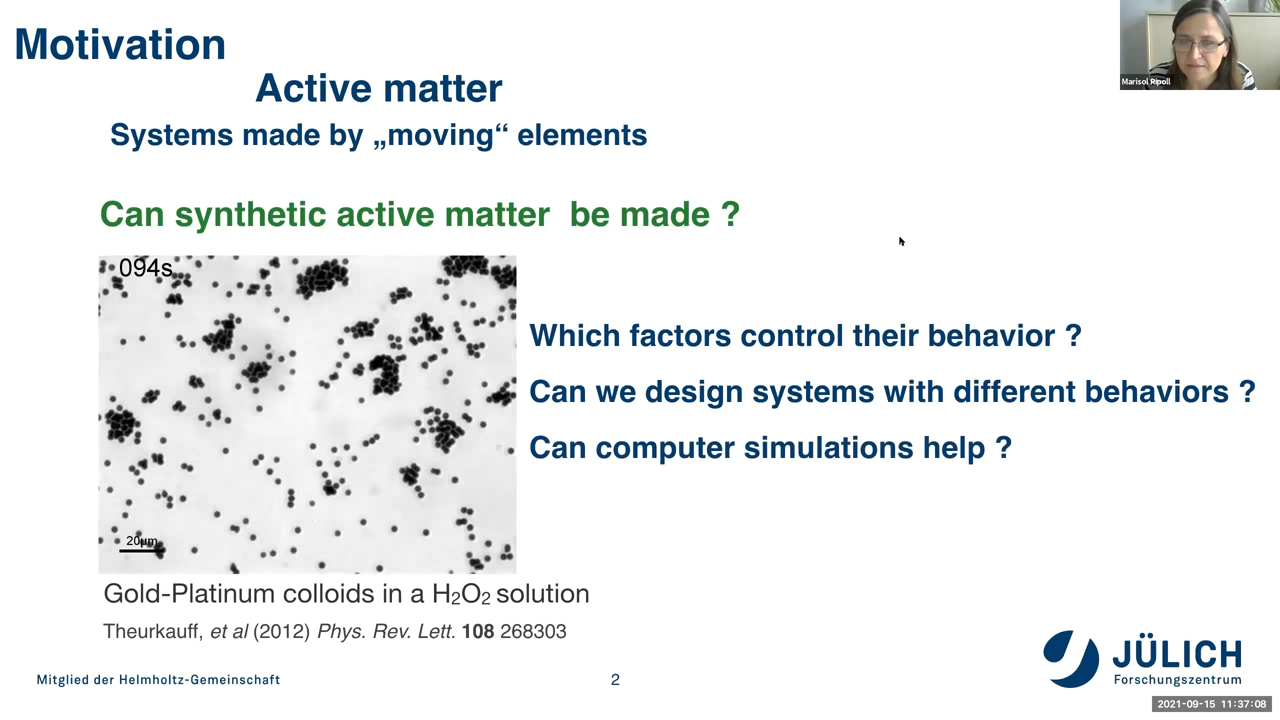 Motivation
Active matter
Systems made by „moving“ elements
Marisol Ripoll
Can synthetic active matter be made ?
094s
Which factors control their behavior ?
Can we design systems with different behaviors ?
Can computer simulations help ?
20µm
Gold-Platinum colloids in a H₂O₂ solution
Theurkauff, et al (2012) Phys. Rev. Lett. 108 268303
JÜLICH
Forschungszentrum
Mitglied der Helmholtz-Gemeinschaft
2
2021-09-15 11:37:08